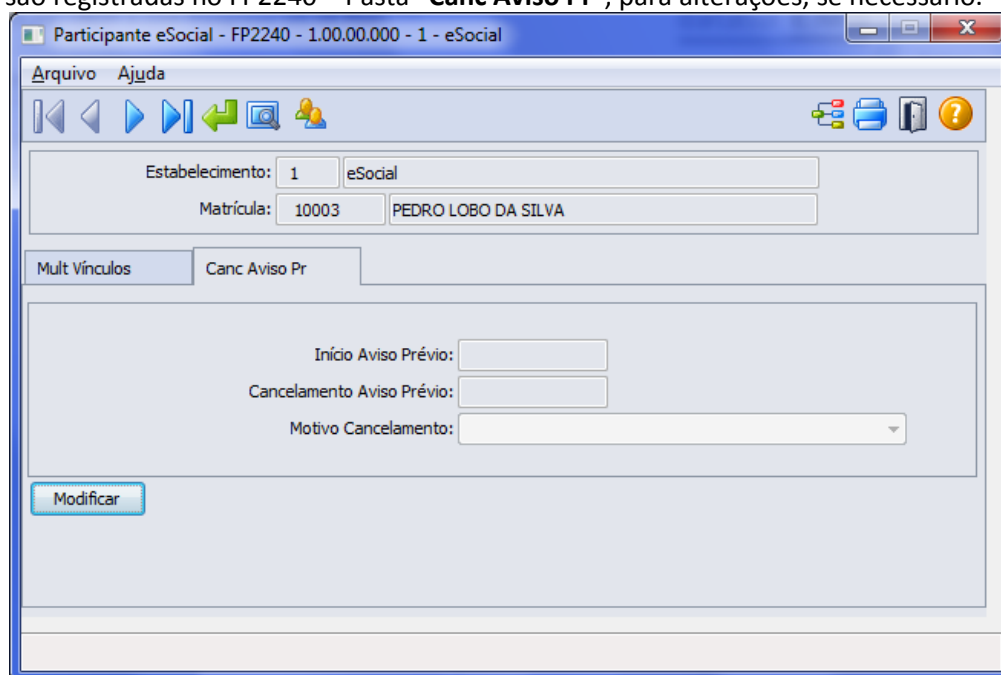 são registradas no FP2240 – Pasta "Canc Aviso Pr", para alterações, se necessário.
Participante eSocial - FP2240 - 1.00.00.000 - 1 - eSocial
Arquivo Ajuda
Estabelecimento: 1 eSocial
Matrícula: 10003 PEDRO LOBO DA SILVA
Mult Vínculos Canc Aviso Pr
Início Aviso Prévio:
Cancelamento Aviso Prévio:
Motivo Cancelamento:
Modificar